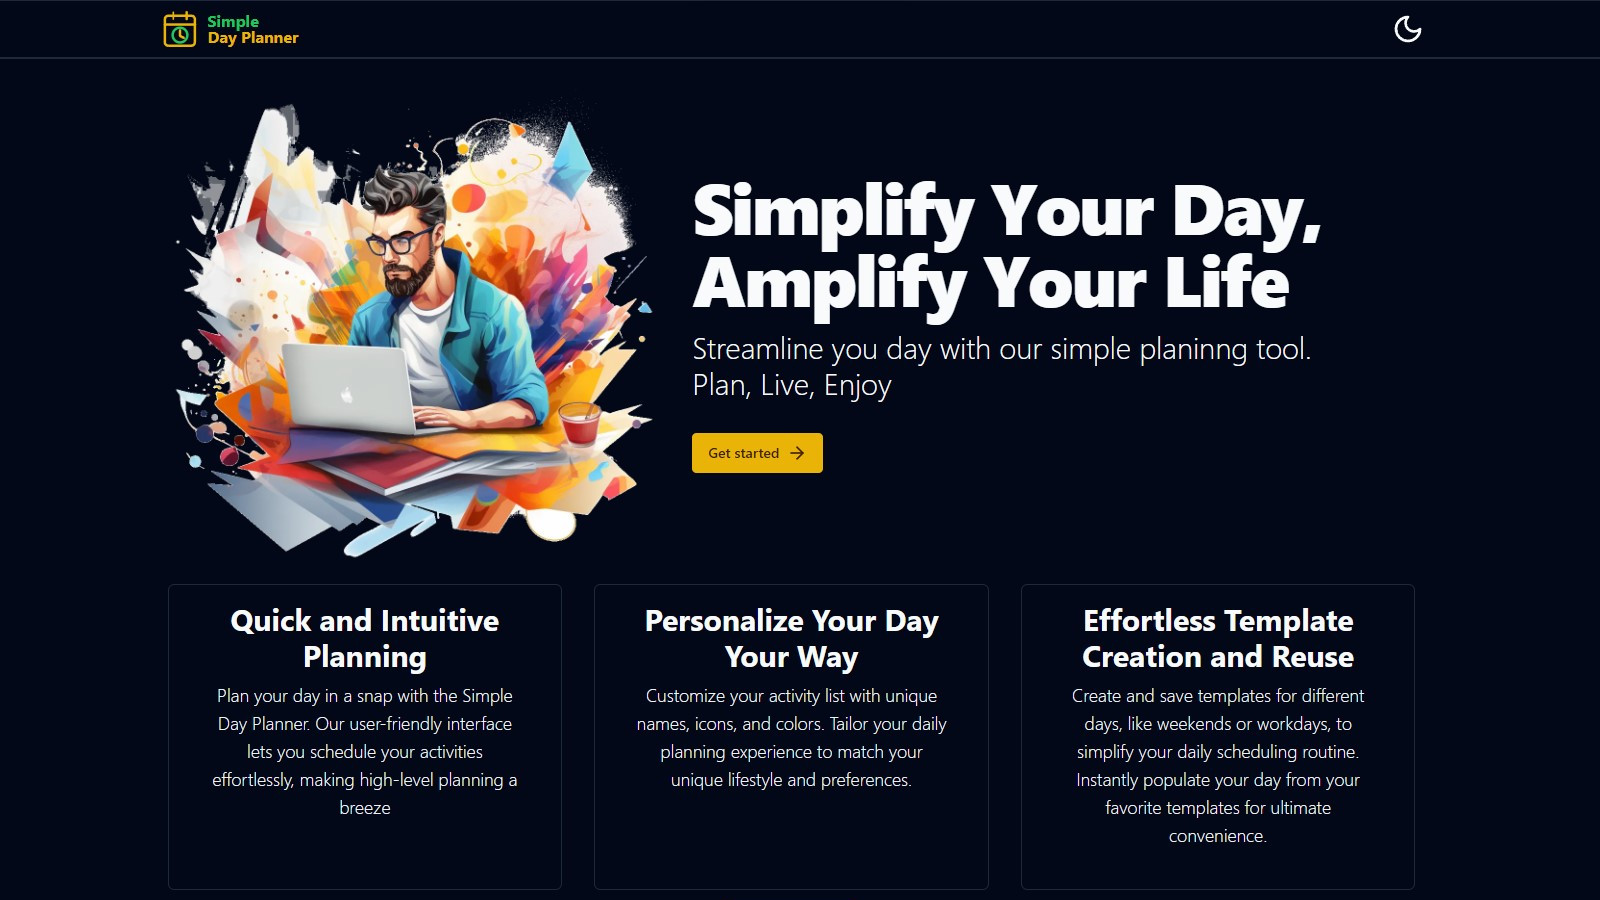 Simple
Day Planner
Simplify Your Day,
Amplify Your Life
Streamline you day with our simple planinng tool.
Plan, Live, Enjoy
Get started
Quick and Intuitive
Planning
Plan your day in a snap with the Simple
Day Planner. Our user-friendly interface
lets you schedule your activities
effortlessly, making high-level planning a
breeze
Personalize Your Day
Your Way
Customize your activity list with unique
names, icons, and colors. Tailor your daily
planning experience to match your
unique lifestyle and preferences.
Effortless Template
Creation and Reuse
Create and save templates for different
days, like weekends or workdays, to
simplify your daily scheduling routine.
Instantly populate your day from your
favorite templates for ultimate
convenience.